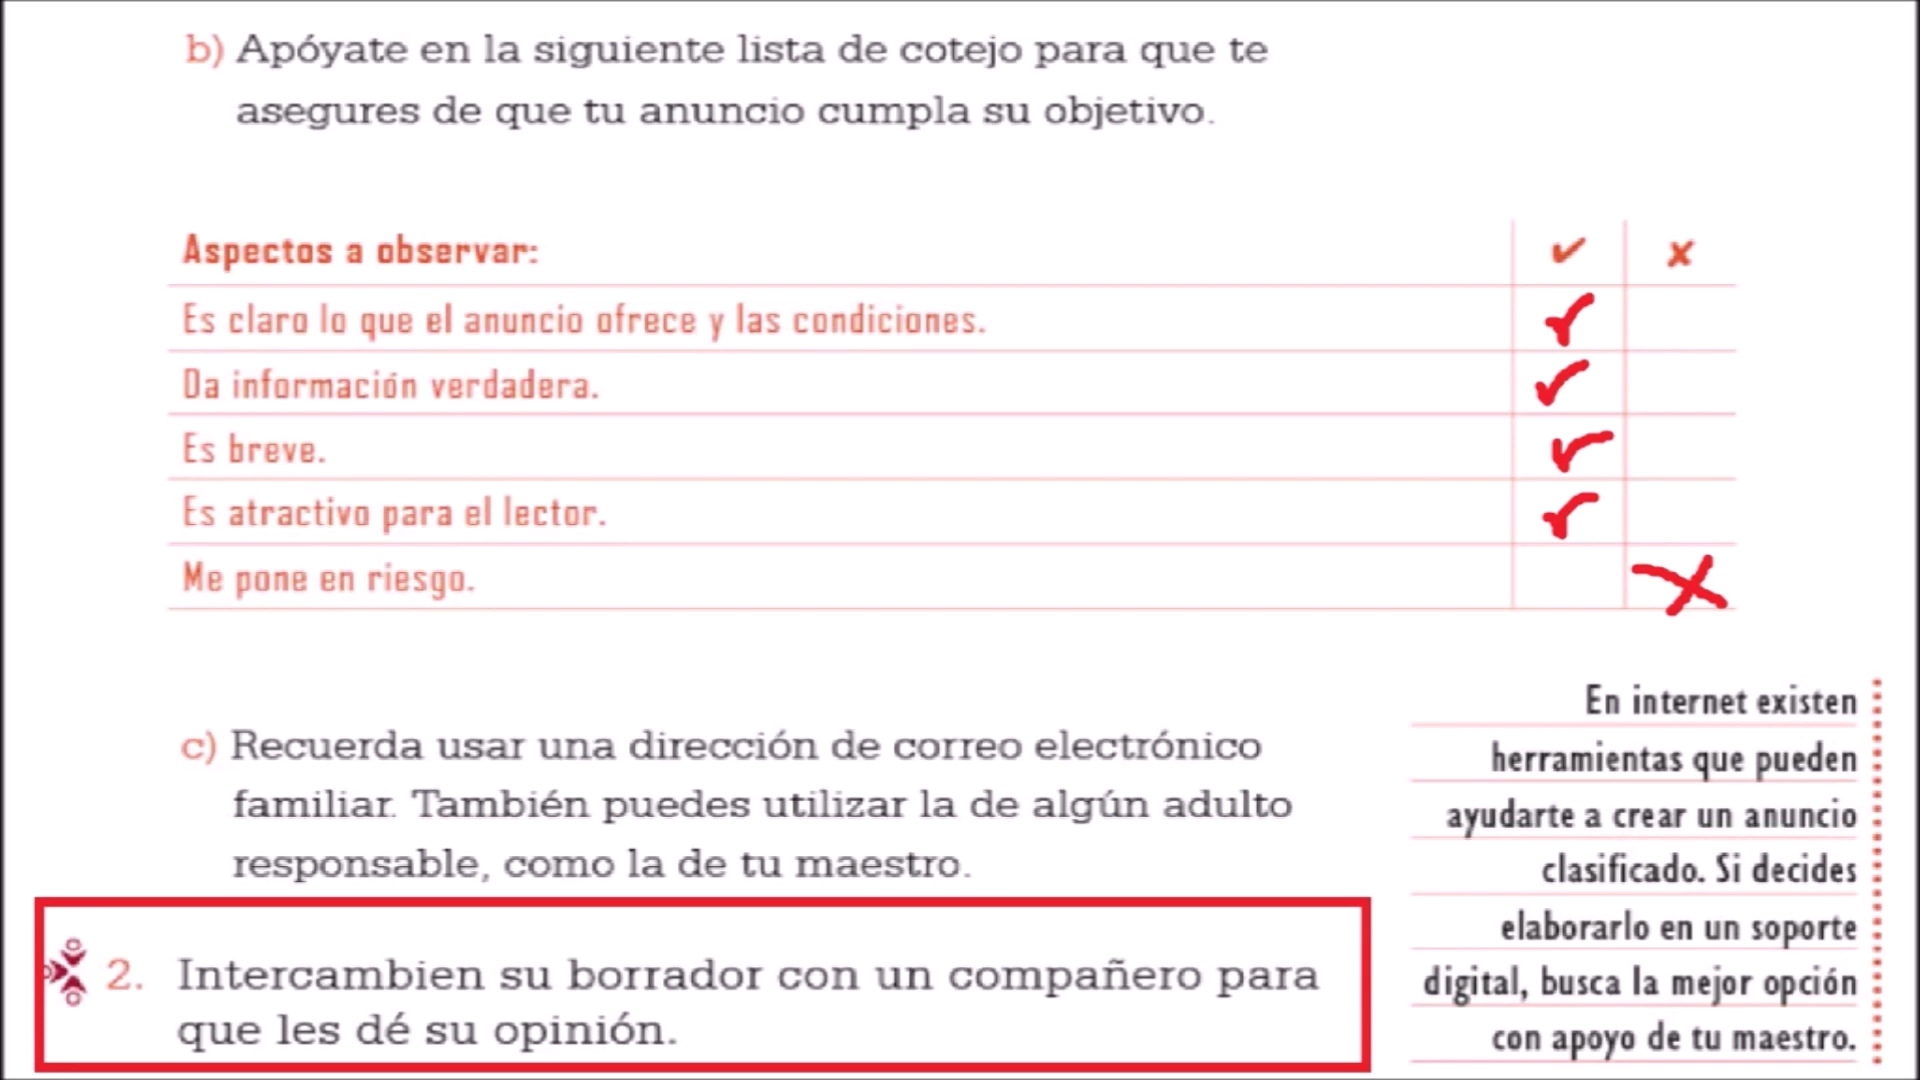 b) Apóyate en la siguiente lista de cotejo para que te
asegures de que tu anuncio cumpla su objetivo.
Aspectos a observar: ✔ ✘
Es claro lo que el anuncio ofrece y las condiciones. ✓
Da información verdadera. ✓
Es breve. ✓
Es atractivo para el lector. ✓
Me pone en riesgo. X
c) Recuerda usar una dirección de correo electrónico
familiar. También puedes utilizar la de algún adulto
responsable, como la de tu maestro.
2. Intercambien su borrador con un compañero para
que les dé su opinión.
En internet existen
herramientas que pueden
ayudarte a crear un anuncio
clasificado. Si decides
elaborarlo en un soporte
digital, busca la mejor opción
con apoyo de tu maestro.